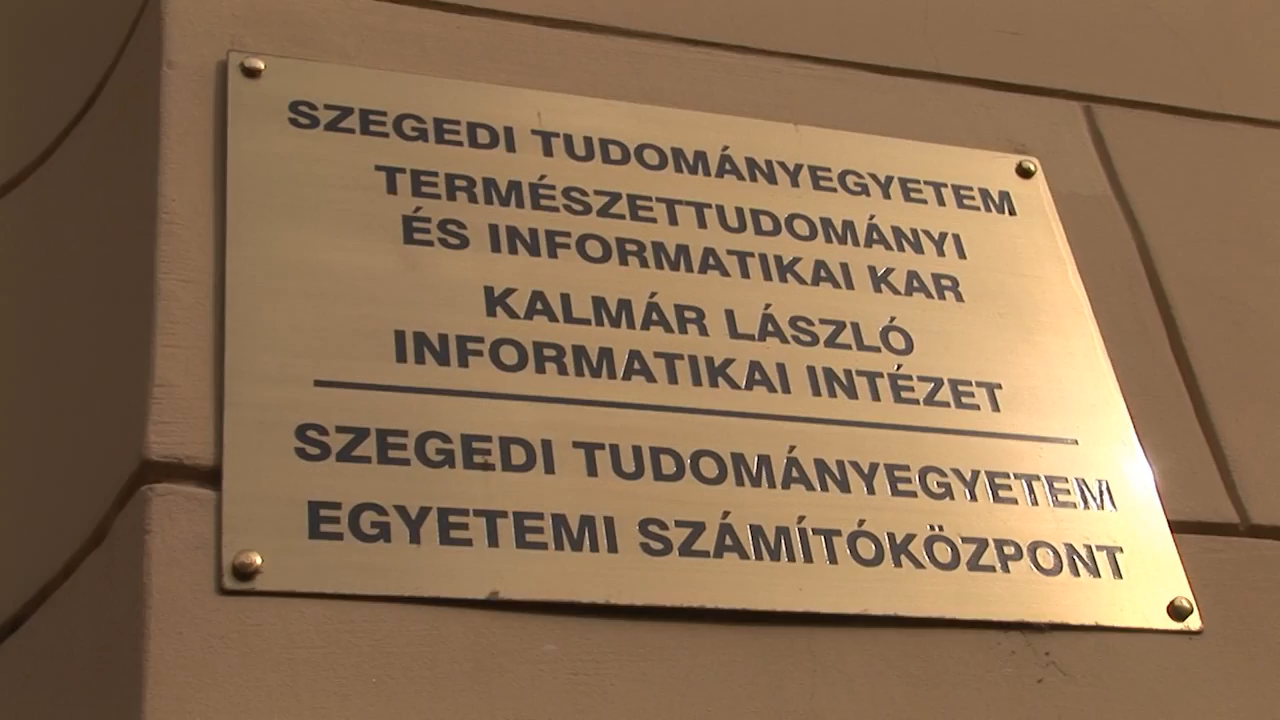 SZEGEDI TUDOMÁNYEGYETEM
TERMÉSZETTUDOMÁNYI
ÉS INFORMATIKAI KAR
KALMÁR LÁSZLÓ
INFORMATIKAI INTÉZET
SZEGEDI TUDOMÁNYEGYETEM
EGYETEMI SZÁMÍTÓKÖZPONT